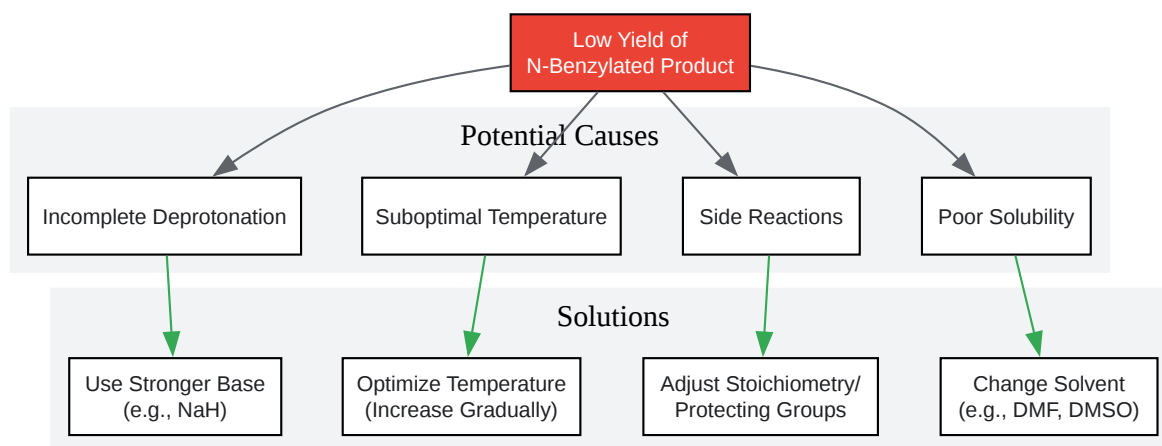 Low Yield of
N-Benzylated Product
Potential Causes
Incomplete Deprotonation
Suboptimal Temperature
Side Reactions
Poor Solubility
Solutions
Use Stronger Base
(e.g., NaH)
Optimize Temperature
(Increase Gradually)
Adjust Stoichiometry/
Protecting Groups
Change Solvent
(e.g., DMF, DMSO)